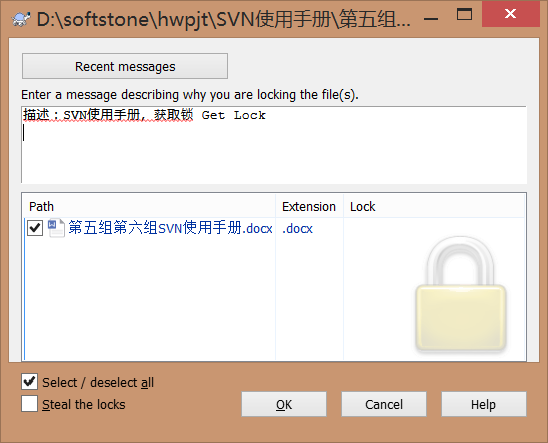 D:\softstone\hwpjt\SVN使用手册\第五组...
Recent messages
Enter a message describing why you are locking the file(s).
描述：SVN使用手册, 获取锁 Get Lock
Path Extension Lock
第五组第六组SVN使用手册.docx .docx
Select / deselect all
Steal the locks
OK Cancel Help